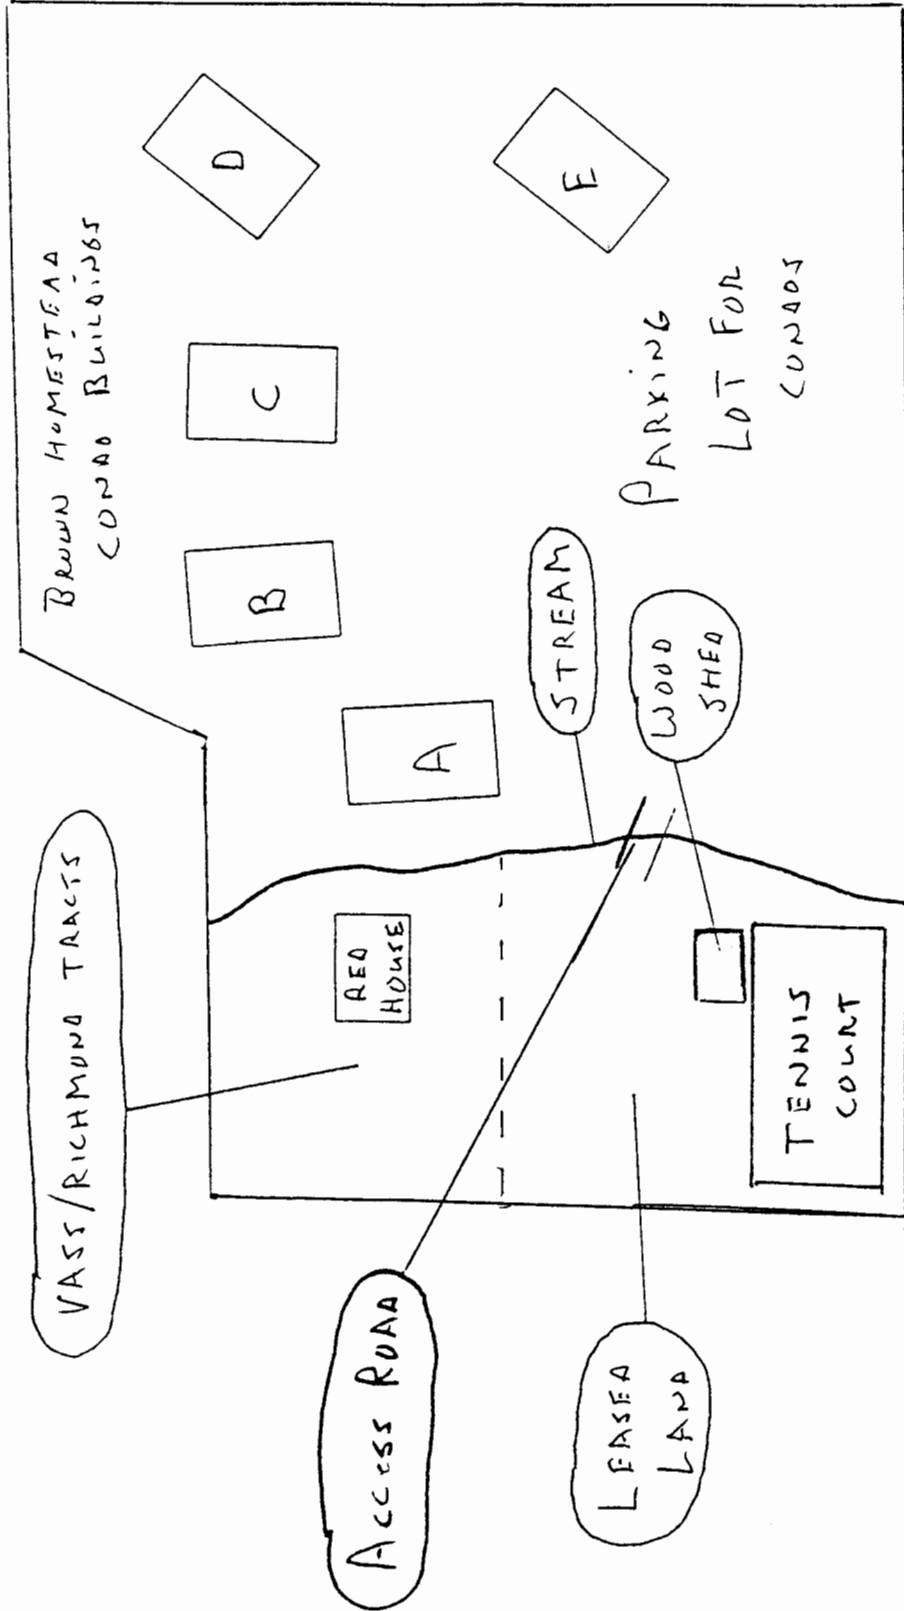 VASS/RICHMOND TRACTS
BROWN HOMESTEAD
CONDO BUILDINGS
D
C
B
A
E
RED
HOUSE
STREAM
ACCESS ROAD
WOOD
SHED
PARKING
LOT FOR
CONDOS
LEASED
LAND
TENNIS
COURT